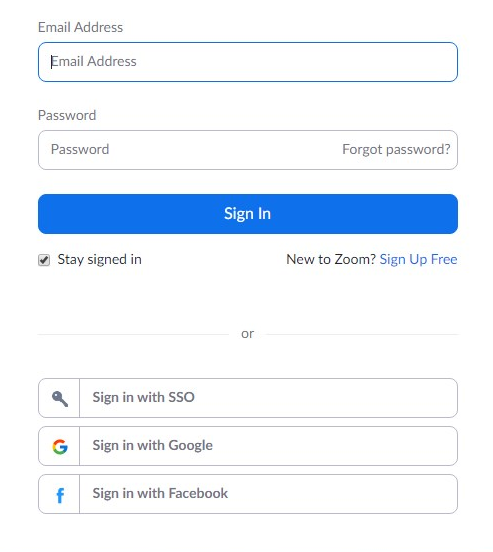 Email Address
Email Address
Password
Password Forgot password?
Sign In
Stay signed in New to Zoom? Sign Up Free
or
Sign in with SSO
Sign in with Google
Sign in with Facebook